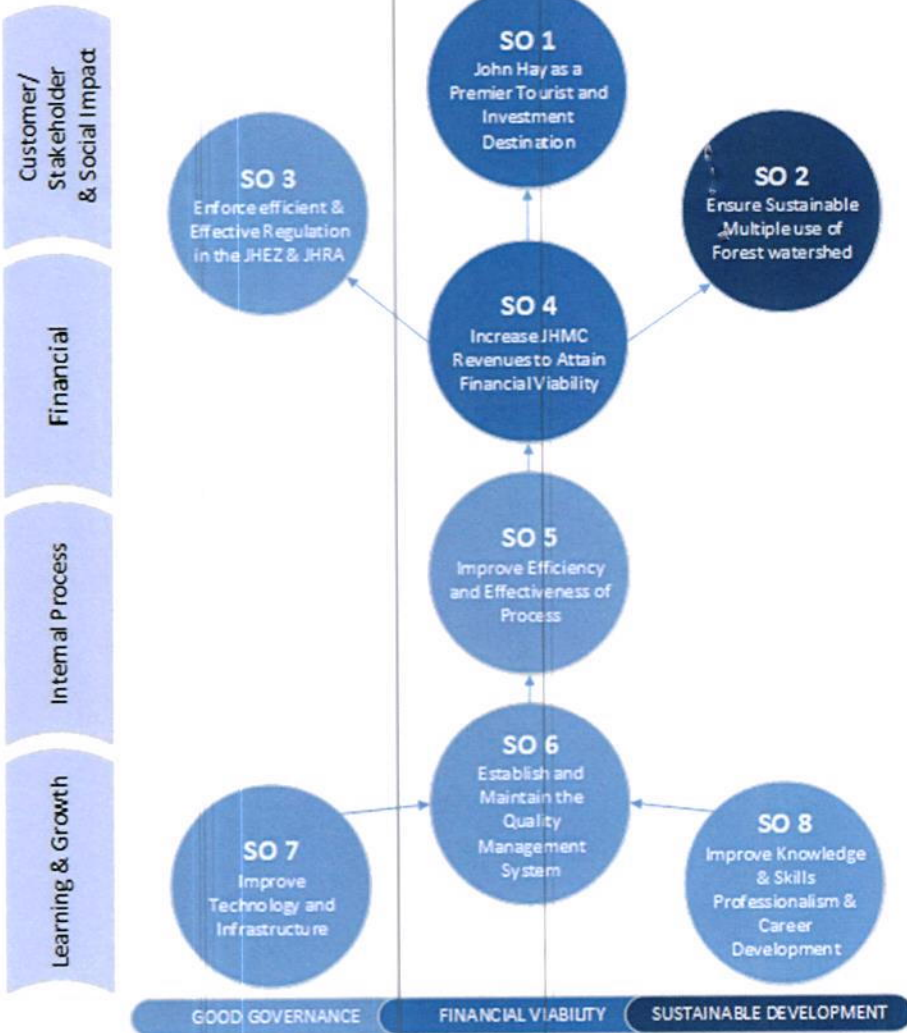 Customer/
Stakeholder
& Social Impact
SO 1
John Hay as a
Premier Tourist and
Investment
Destination
SO 3
Enforce efficient &
Effective Regulation
in the JHEZ & JHRA
SO 2
Ensure Sustainable
Multiple use of
Forest watershed
Financial
SO 4
Increase JHMC
Revenues to Attain
Financial Viability
Internal Process
SO 5
Improve Efficiency
and Effectiveness of
Process
Learning & Growth
SO 6
Establish and
Maintain the
Quality
Management
System
SO 7
Improve
Technology and
Infrastructure
SO 8
Improve Knowledge
& Skills
Professionalism &
Career
Development
GOOD GOVERNANCE
FINANCIAL VIABILITY
SUSTAINABLE DEVELOPMENT